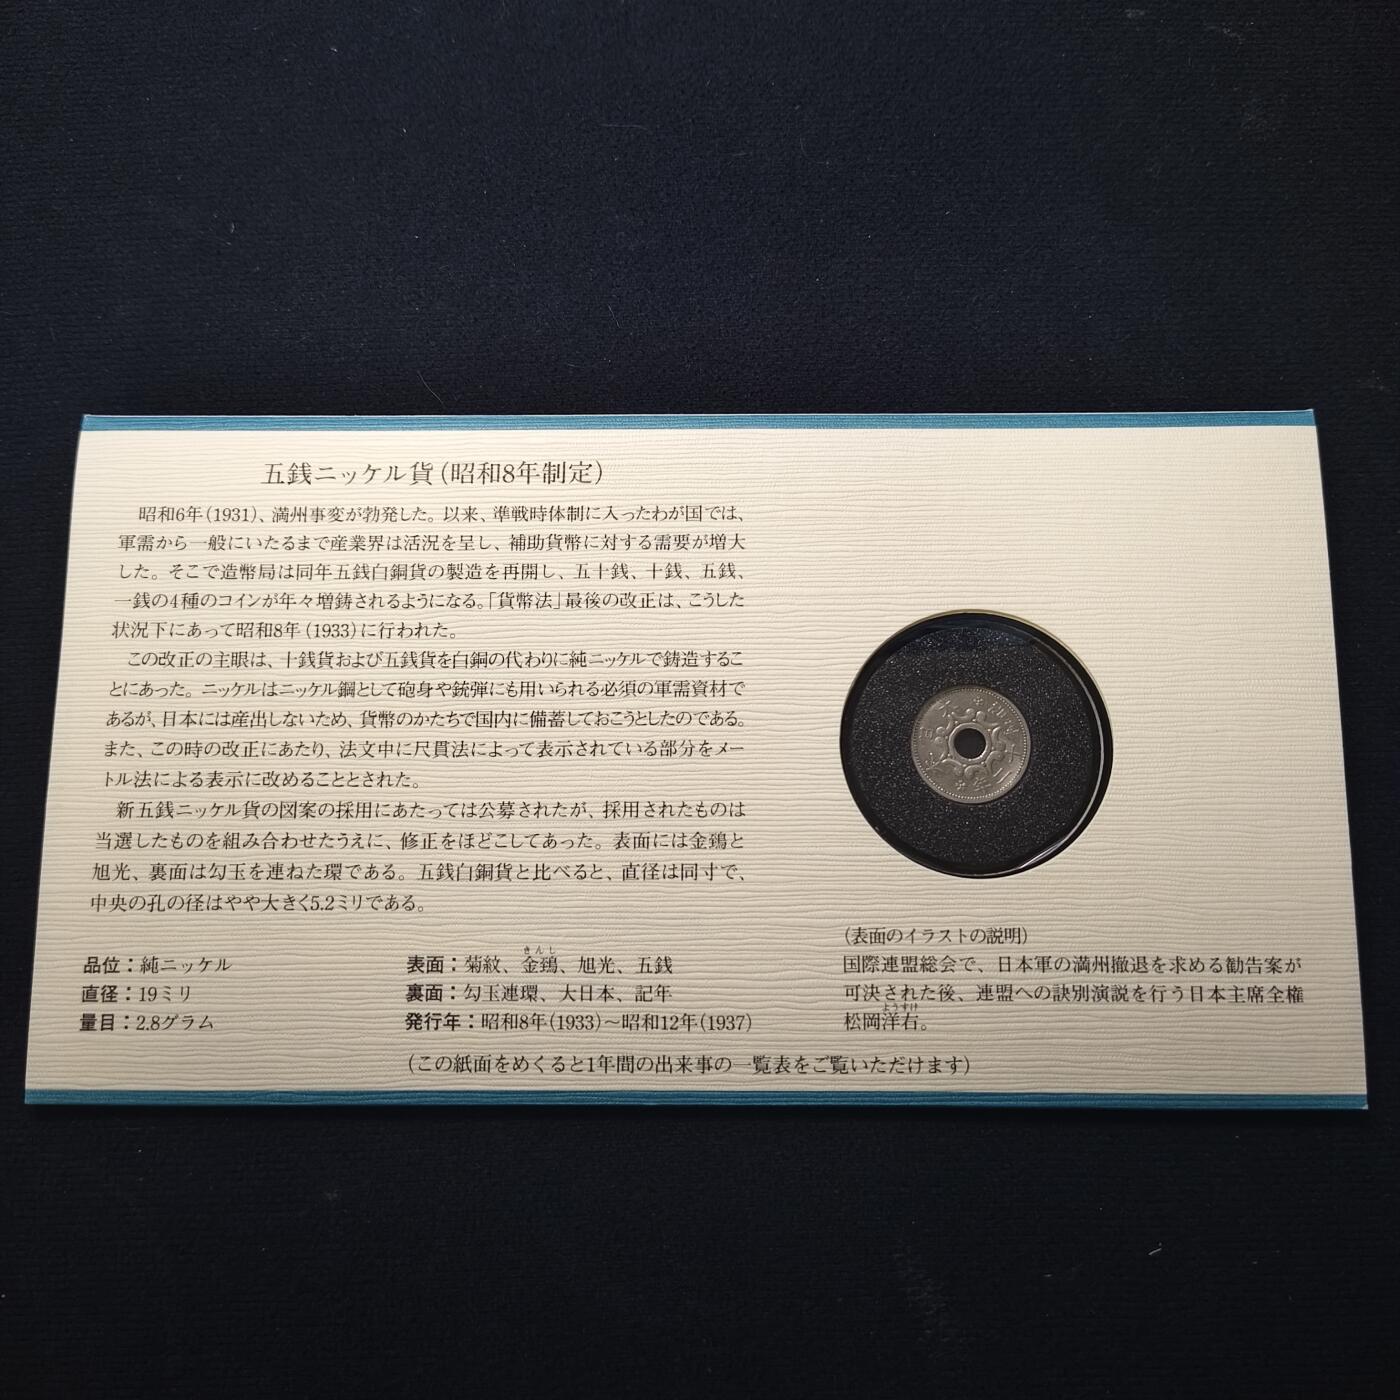 五銭ニッケル貨(昭和8年制定)
昭和6年(1931)、満州事変が勃発した。以来、準戦時体制に入ったわが国では、
軍需から一般にいたるまで産業界は活況を呈し、補助貨幣に対する需要が増大
した。そこで造幣局は同年五銭白銅貨の製造を再開し、五十銭、十銭、五銭、
一銭の4種のコインが年々増鋳されるようになる。「貨幣法」最後の改正は、こうした
状況下にあって昭和8年(1933)に行われた。
この改正の主眼は、十銭貨および五銭貨を白銅の代わりに純ニッケルで鋳造するこ
とにあった。ニッケルはニッケル鋼として砲身や銃弾にも用いられる必須の軍需資材で
あるが、日本には産出しないため、貨幣のかたちで国内に備蓄しておこうとしたのである。
また、この時の改正にあたり、法文中に尺貫法によって表示されている部分をメー
トル法による表示に改めることとされた。
新五銭ニッケル貨の図案の採用にあたっては公募されたが、採用されたものは
当選したものを組み合わせたうえに、修正をほどこしてあった。表面には金鵄と
旭光、裏面は勾玉を連ねた環である。五銭白銅貨と比べると、直径は同寸で、
中央の孔の径はやや大きく5.2ミリである。
品位：純ニッケル
直径：19ミリ
量目：2.8グラム
きんし
表面：菊紋、金鵄、旭光、五銭
裏面：勾玉連環、大日本、記年
発行年：昭和8年(1933)〜昭和12年(1937)
(表面のイラストの説明)
国際連盟総会で、日本軍の満州撤退を求める勧告案が
可決された後、連盟への訣別演説を行う日本主席全権
ようすけ
松岡洋右。
(この紙面をめくると1年間の出来事の一覧表をご覧いただけます)